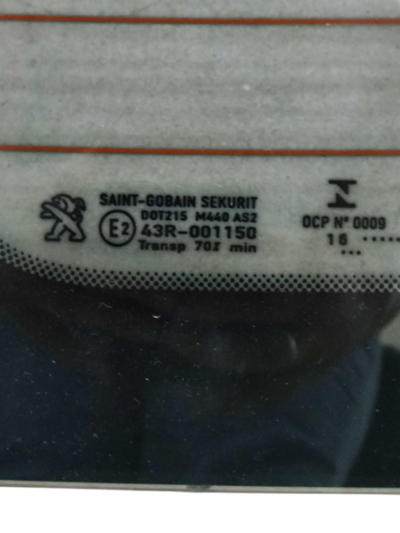 SAINT-GOBAIN SEKURIT
DOT215 M440 AS2
E2 43R-001150
Transp 70% min
OCP Nº 0009
16 .....
...